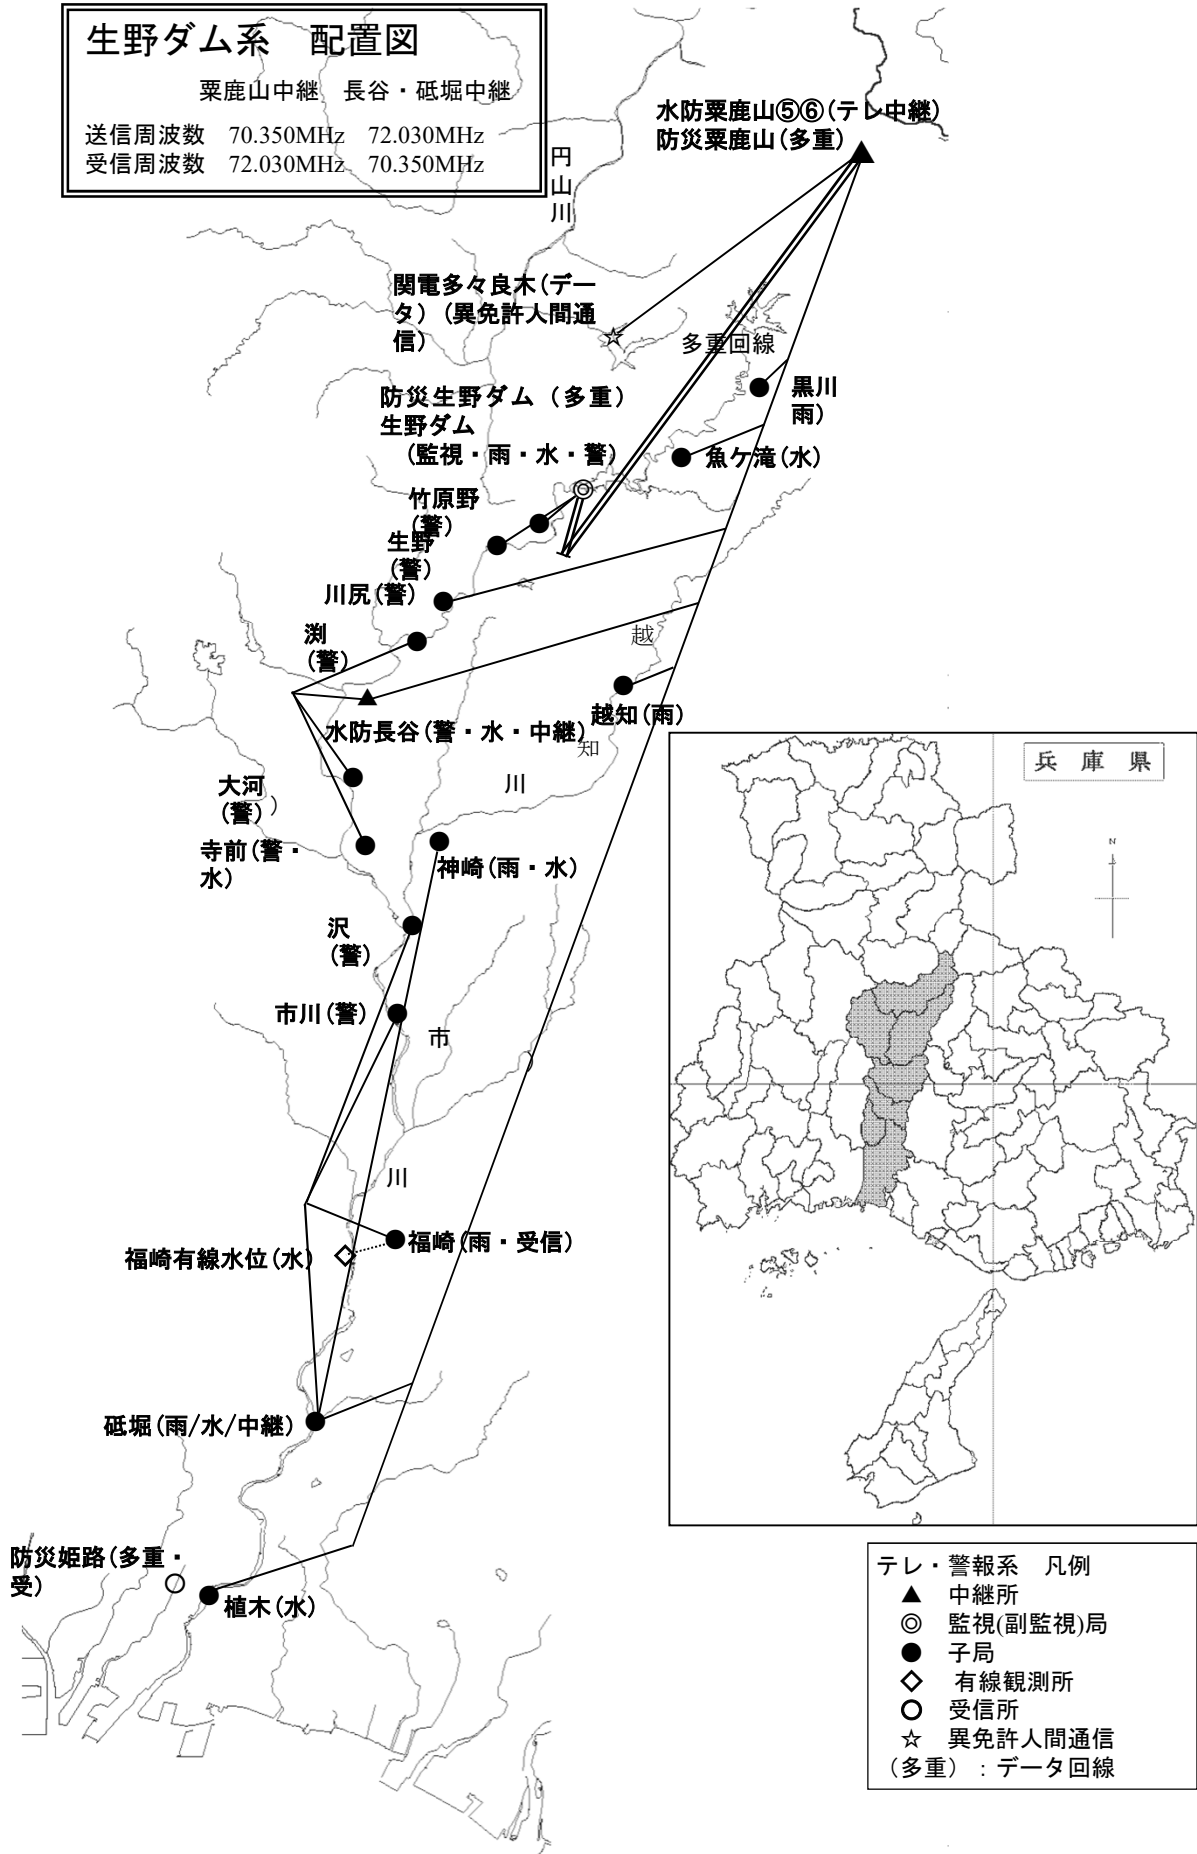 生野ダム系　配置図
粟鹿山中継　長谷・砥堀中継
送信周波数　70.350MHz　72.030MHz
受信周波数　72.030MHz　70.350MHz
水防粟鹿山⑤⑥(テレ中継)
防災粟鹿山(多重)
円
山
川
関電多々良木(デー
タ)(異免許人間通
信)
多重回線
黒川
雨)
防災生野ダム（多重）
生野ダム
(監視・雨・水・警)
魚ケ滝(水)
竹原野
(警)
生野
(警)
川尻(警)
渕
(警)
越
越知(雨)
水防長谷(警・水・中継)
知
川
大河
(警)
)
寺前(警・
水)
神崎(雨・水)
沢
(警)
市川(警)
市
川
福崎(雨・受信)
福崎有線水位(水)
砥堀(雨/水/中継)
防災姫路(多重・
受)
植木(水)
兵　庫　県
N
テレ・警報系　凡例
▲　中継所
◎　監視(副監視)局
●　子局
◇　有線観測所
○　受信所
☆　異免許人間通信
（多重）：データ回線